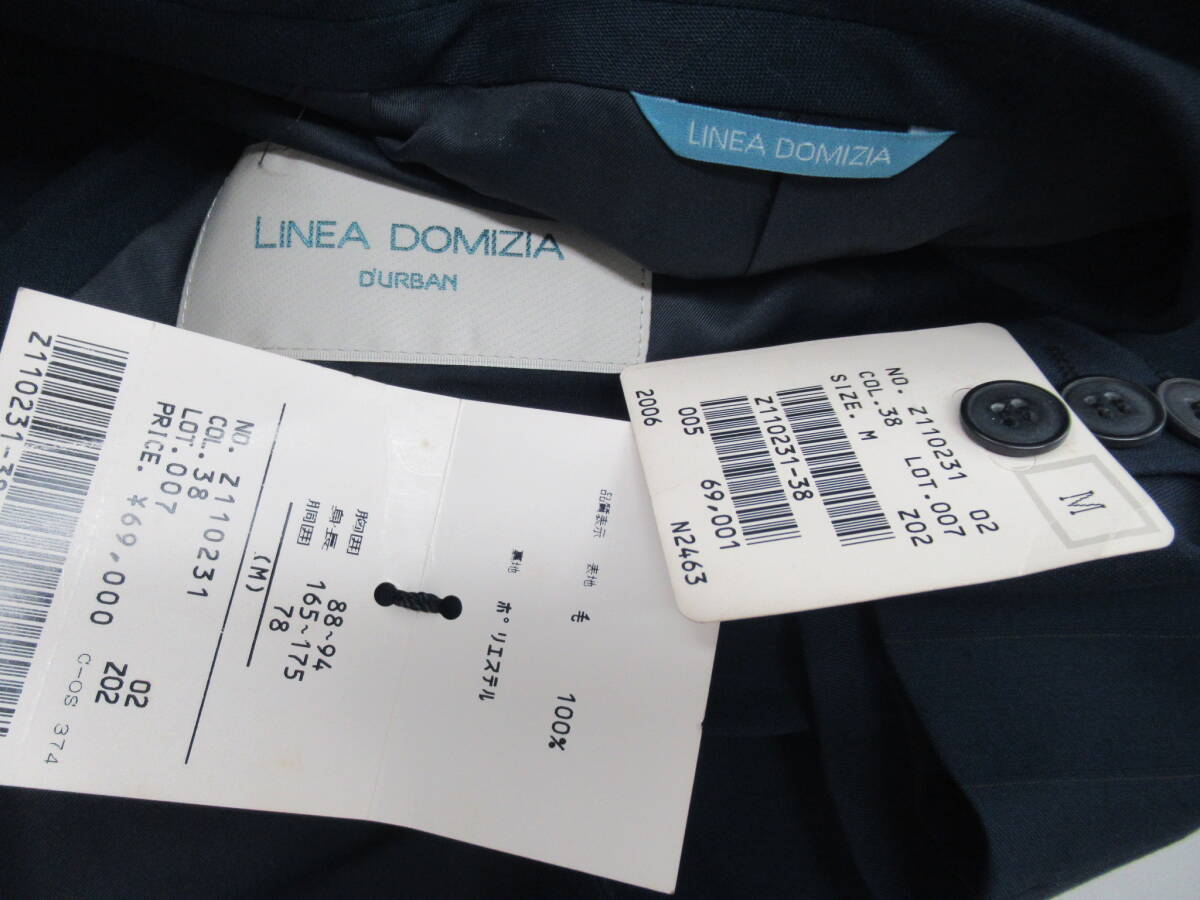 LINEA DOMIZIA
LINEA DOMIZIA
D'URBAN
Z110231-38
NO. Z110231 02
COL. 38 Z02
LOT.007
PRICE. *69,000
C-OS 374
(M)
胸囲 88~94
身長 165~175
胴囲 78
品質表示
表地 毛 100%
裏地 ポリエステル
NO. Z110231 02
COL.38 LOT.007 Z02
SIZE. M
M
Z110231-38
005 69,001
2006 N2463